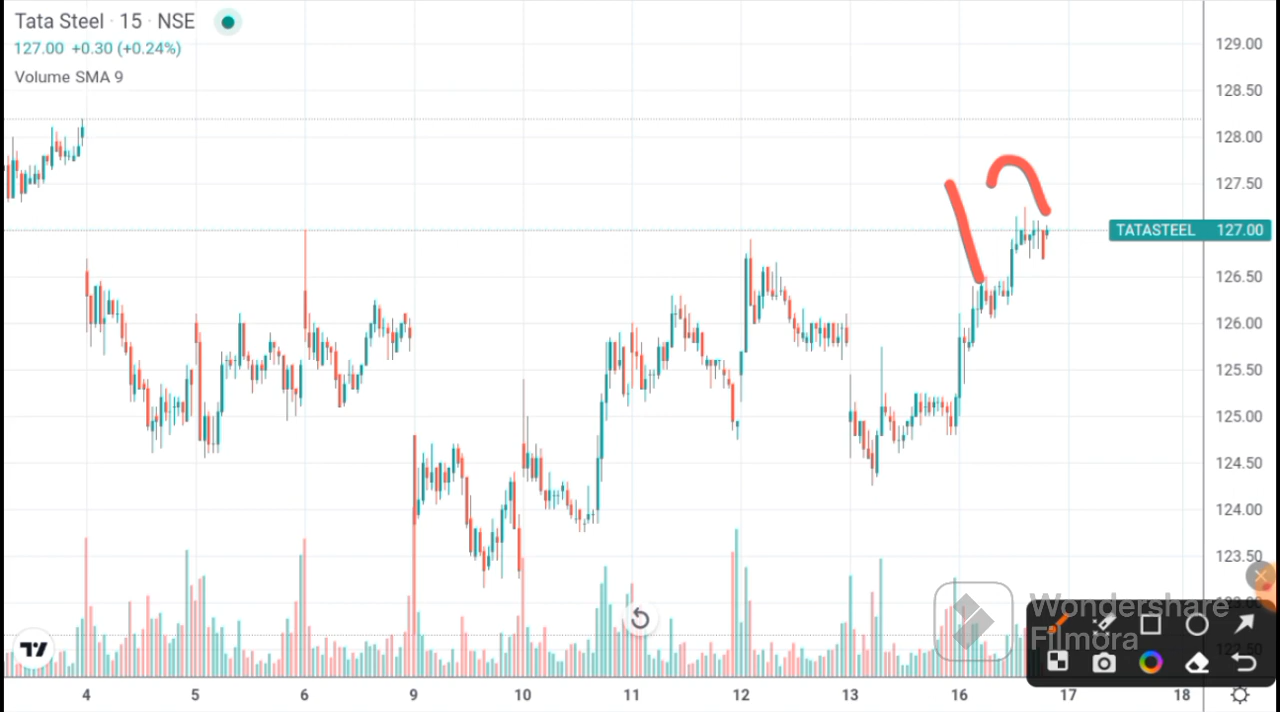 Tata Steel · 15 · NSE
127.00 +0.30 (+0.24%)
Volume SMA 9
129.00
128.50
128.00
127.50
TATASTEEL 127.00
126.50
126.00
125.50
125.00
124.50
124.00
123.50
Wondershare
Filmora
4 5 6 9 10 11 12 13 16 17 18